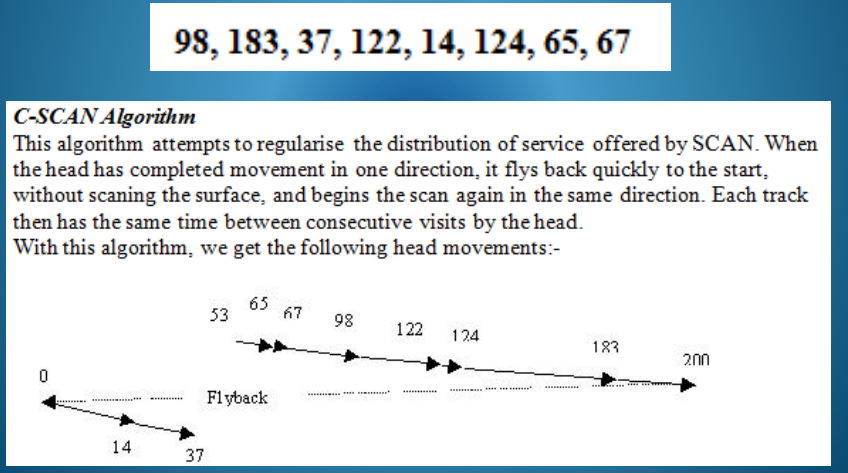 98, 183, 37, 122, 14, 124, 65, 67
C-SCAN Algorithm
This algorithm attempts to regularise the distribution of service offered by SCAN. When
the head has completed movement in one direction, it flys back quickly to the start,
without scaning the surface, and begins the scan again in the same direction. Each track
then has the same time between consecutive visits by the head.
With this algorithm, we get the following head movements:-
53 65 67 98 122 124 183 200
0
Flyback
14 37